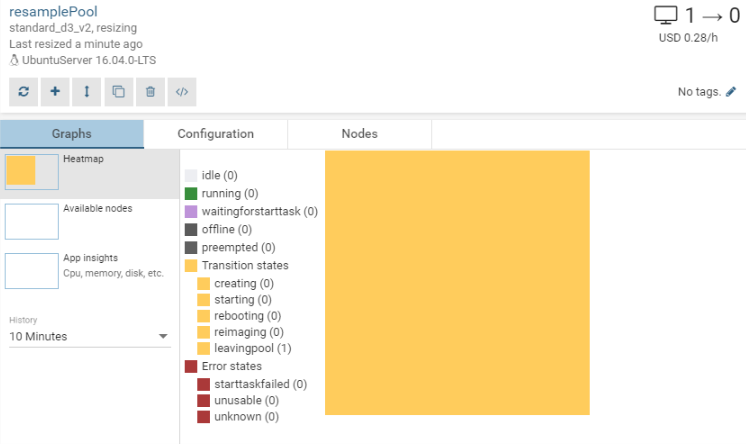 resamplePool
standard_d3_v2, resizing
Last resized a minute ago
UbuntuServer 16.04.0-LTS
1 → 0
USD 0.28/h
No tags.
Graphs
Configuration
Nodes
Heatmap
Available nodes
App insights
Cpu, memory, disk, etc.
History
10 Minutes
idle (0)
running (0)
waitingforstarttask (0)
offline (0)
preempted (0)
Transition states
creating (0)
starting (0)
rebooting (0)
reimaging (0)
leavingpool (1)
Error states
starttaskfailed (0)
unusable (0)
unknown (0)